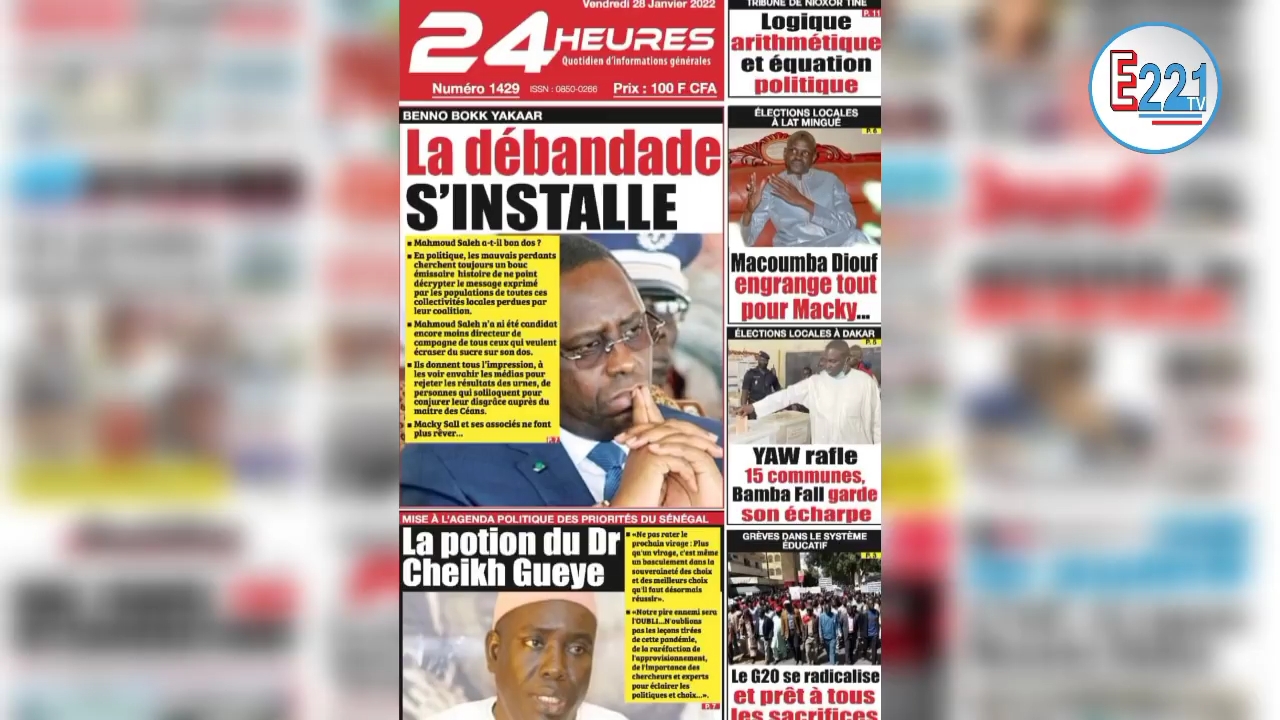 Vendredi 28 Janvier 2022
24 HEURES
Quotidien d'informations générales
Numéro 1429 ISSN : 0850-0266 Prix : 100 F CFA
BENNO BOKK YAKAAR
La débandade
S'INSTALLE
Mahmoud Saleh a-t-il bon dos ?
En politique, les mauvais perdants
cherchent toujours un bouc
émissaire histoire de ne point
décrypter le message exprimé
par les populations de toutes ces
collectivités locales perdues par
leur coalition.
Mahmoud Saleh n'a ni été candidat
encore moins directeur de
campagne de tous ceux qui veulent
écraser du sucre sur son dos.
Ils donnent tous l'impression, à
les voir envahir les médias pour
rejeter les résultats des urnes, de
personnes qui soliloquent pour
conjurer leur disgrâce auprès du
maître des Céans.
Macky Sall et ses associés ne font
plus rêver...
MISE À L'AGENDA POLITIQUE DES PRIORITÉS DU SÉNÉGAL
La potion du Dr
Cheikh Gueye
«Ne pas rater le
prochain virage : Plus
qu'un virage, c'est même
un basculement dans la
souveraineté des choix
et des meilleurs choix
qu'il faut désormais
réussir».
«Notre pire ennemi sera
l'OUBLI...N'oublions
pas les leçons tirées
de cette pandémie,
de la raréfaction de
l'approvisionnement,
de l'importance des
chercheurs et experts
pour éclairer les
politiques et choix...».
P.7
TRIBUNE DE NIOXOR TINE
P. 11
Logique
arithmétique
et équation
politique
ÉLECTIONS LOCALES
À LAT MINGUÉ
P. 6
Macoumba Diouf
engrange tout
pour Macky...
ÉLECTIONS LOCALES À DAKAR
P. 5
YAW rafle
15 communes,
Bamba Fall garde
son écharpe
GRÈVES DANS LE SYSTÈME
ÉDUCATIF
Le G20 se radicalise
et prêt à tous
les sacrifices
E221
TV